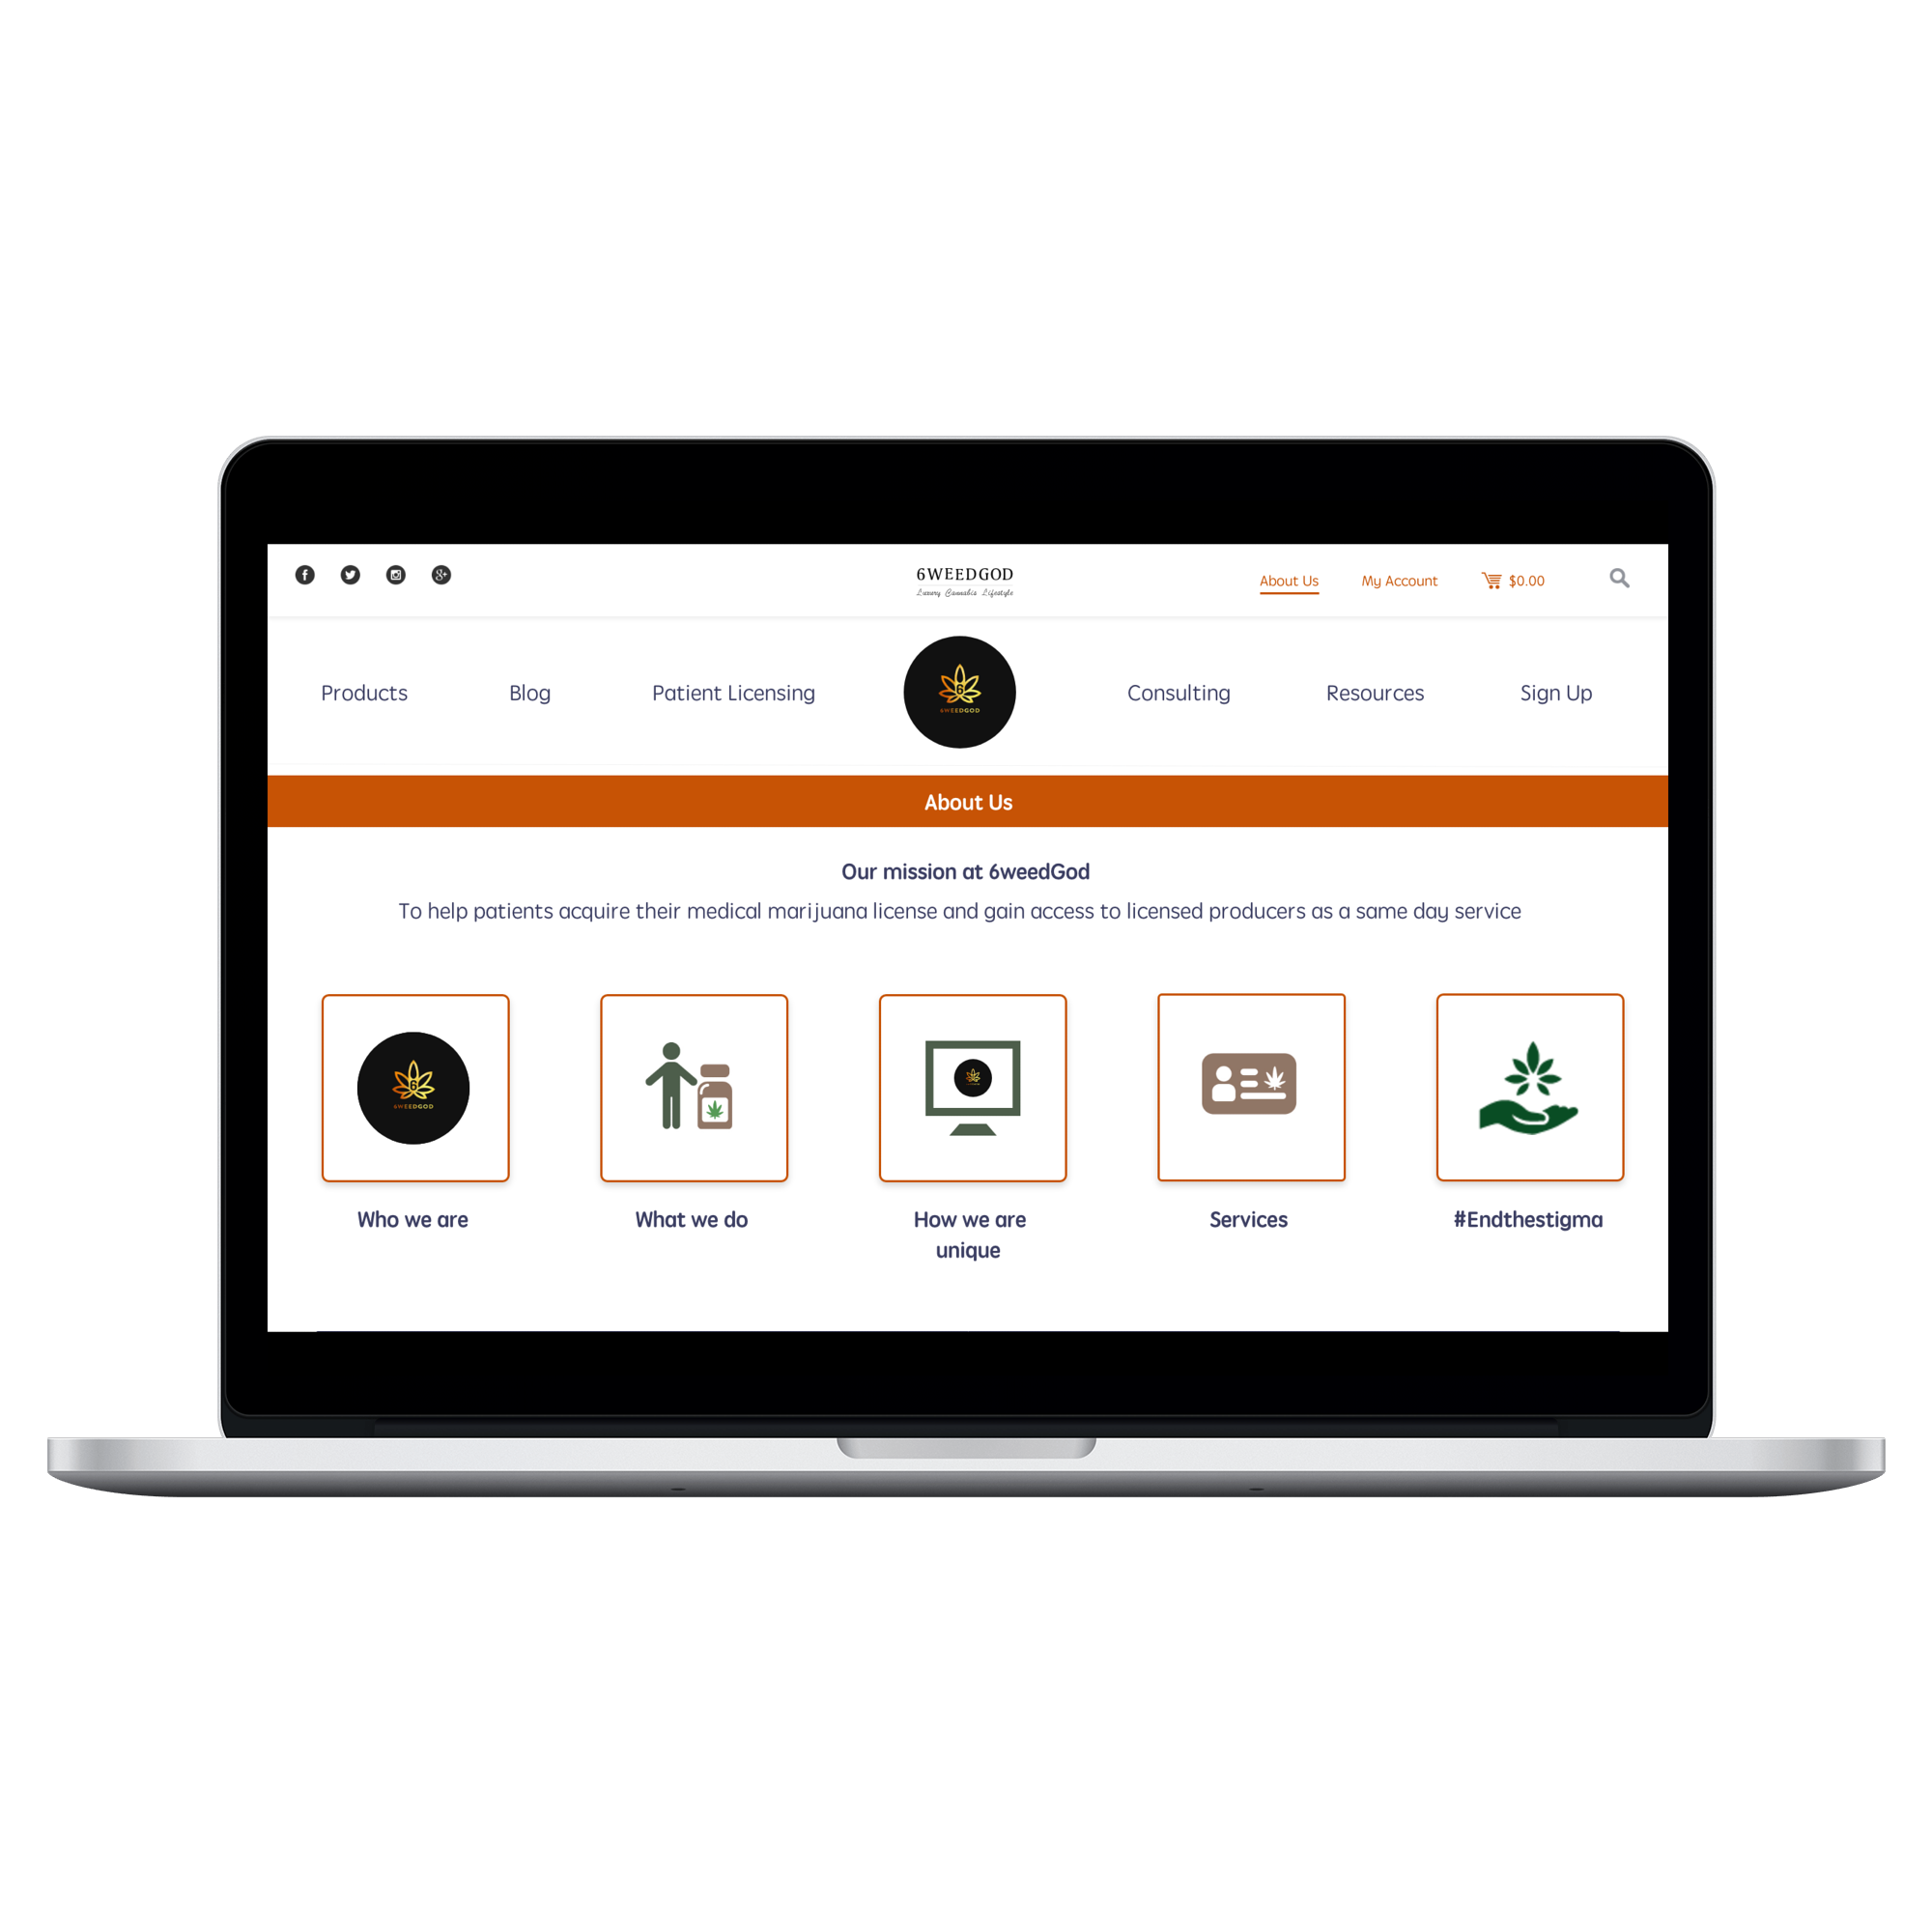 6WEEDGOD
Luxury Cannabis Lifestyle
About Us
My Account
$0.00
Products
Blog
Patient Licensing
6
6WEEDGOD
Consulting
Resources
Sign Up
About Us
Our mission at 6weedGod
To help patients acquire their medical marijuana license and gain access to licensed producers as a same day service
6
6WEEDGOD
Who we are
What we do
How we are
unique
Services
#Endthestigma